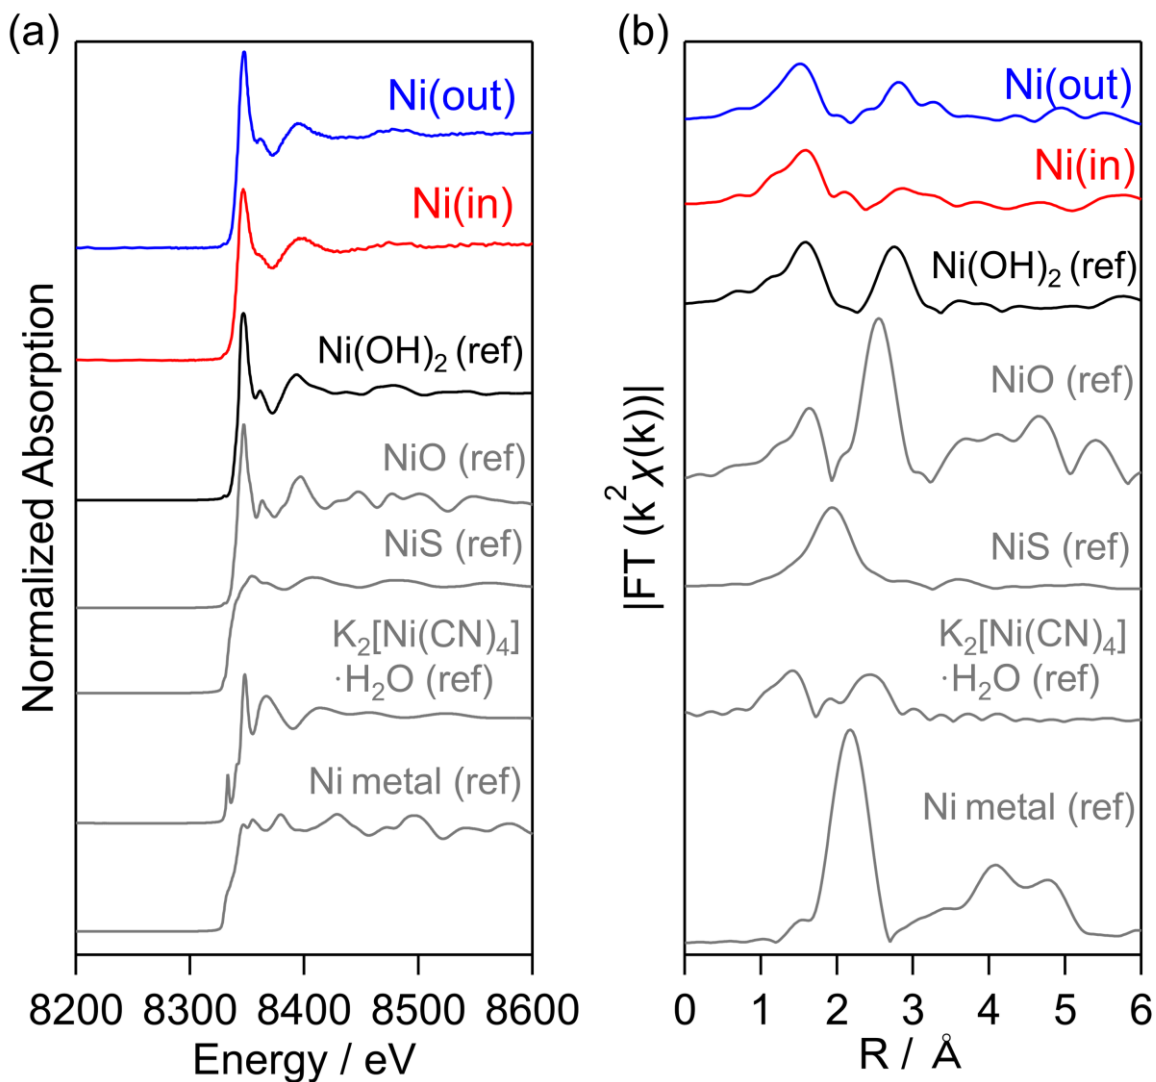 (a)
Ni(out)
Ni(in)
Ni(OH)₂ (ref)
NiO (ref)
NiS (ref)
K₂[Ni(CN)₄]
·H₂O (ref)
Ni metal (ref)
Normalized Absorption
8200 8300 8400 8500 8600
Energy / eV
(b)
Ni(out)
Ni(in)
Ni(OH)₂ (ref)
NiO (ref)
NiS (ref)
K₂[Ni(CN)₄]
·H₂O (ref)
Ni metal (ref)
|FT (k² χ(k))|
0 1 2 3 4 5 6
R / Å